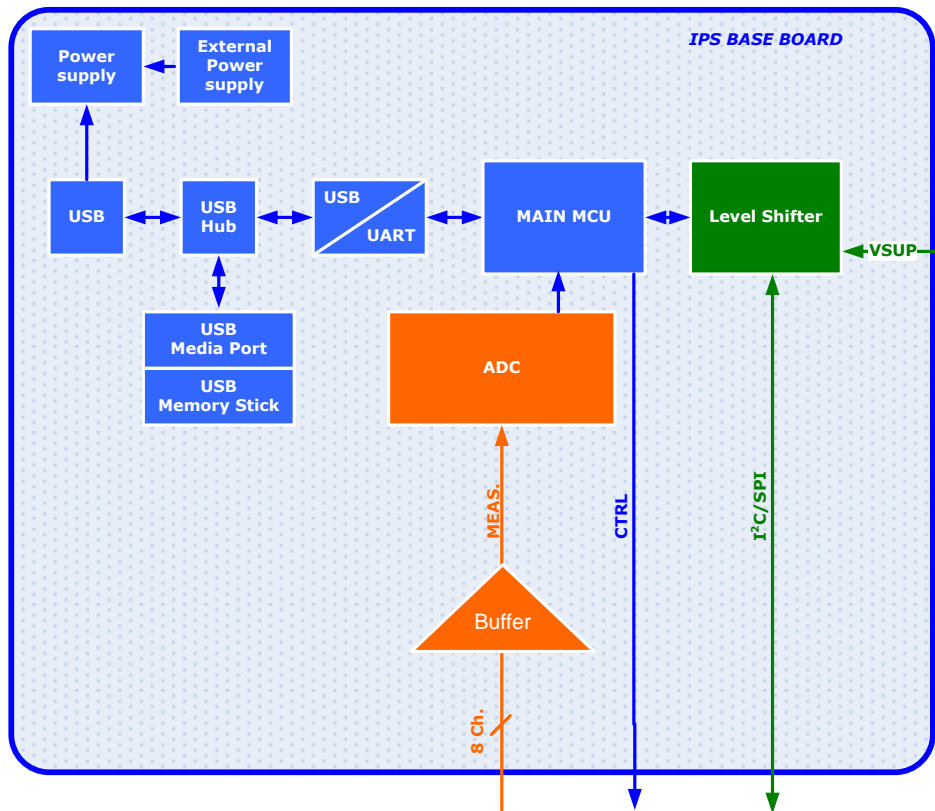 IPS BASE BOARD
Power
supply
External
Power
supply
USB
USB
Hub
USB
UART
MAIN MCU
Level Shifter
VSUP
USB
Media Port
USB
Memory Stick
ADC
MEAS.
CTRL
I²C/SPI
Buffer
8 Ch.